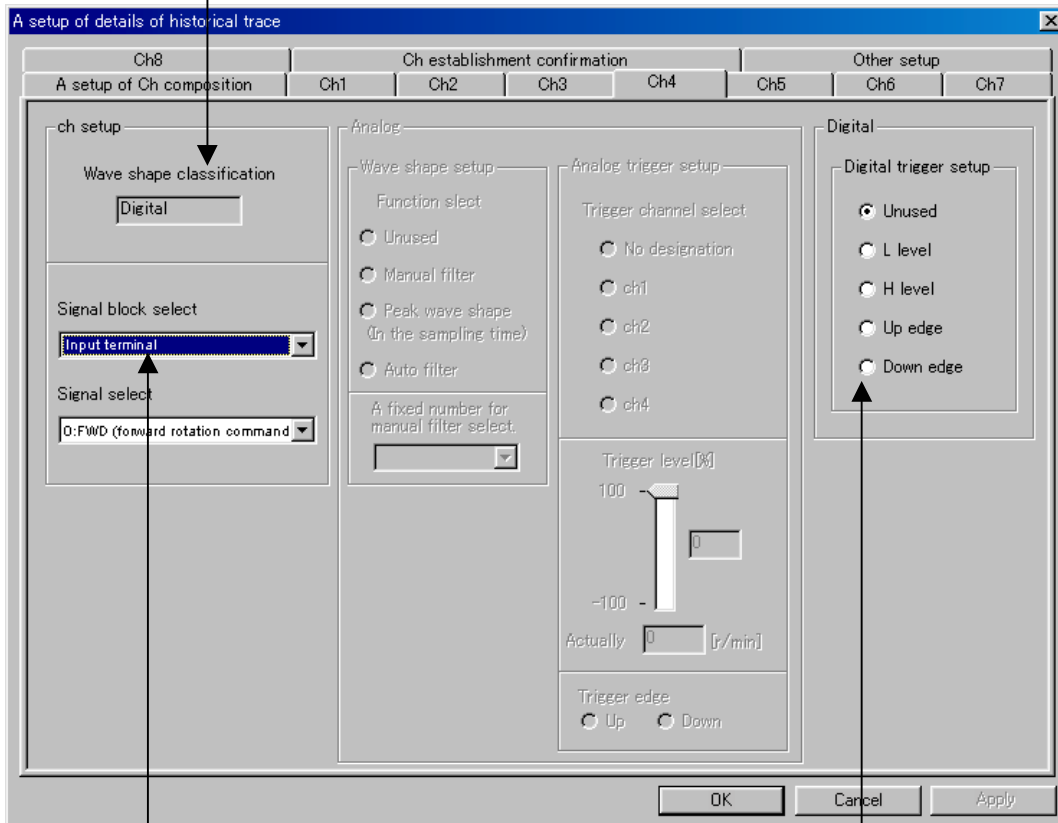 A setup of details of historical trace
Ch8
Ch establishment confirmation
Other setup
A setup of Ch composition
Ch1
Ch2
Ch3
Ch4
Ch5
Ch6
Ch7
ch setup
Wave shape classification
Digital
Signal block select
Input terminal
Signal select
0:FWD (forward rotation command
Analog
Wave shape setup
Function slect
Unused
Manual filter
Peak wave shape
(In the sampling time)
Auto filter
A fixed number for
manual filter select.
Analog trigger setup
Trigger channel select
No designation
ch1
ch2
ch3
ch4
Trigger level[%]
100
0
-100
Actually 0 [r/min]
Trigger edge
Up Down
Digital
Digital trigger setup
Unused
L level
H level
Up edge
Down edge
OK
Cancel
Apply